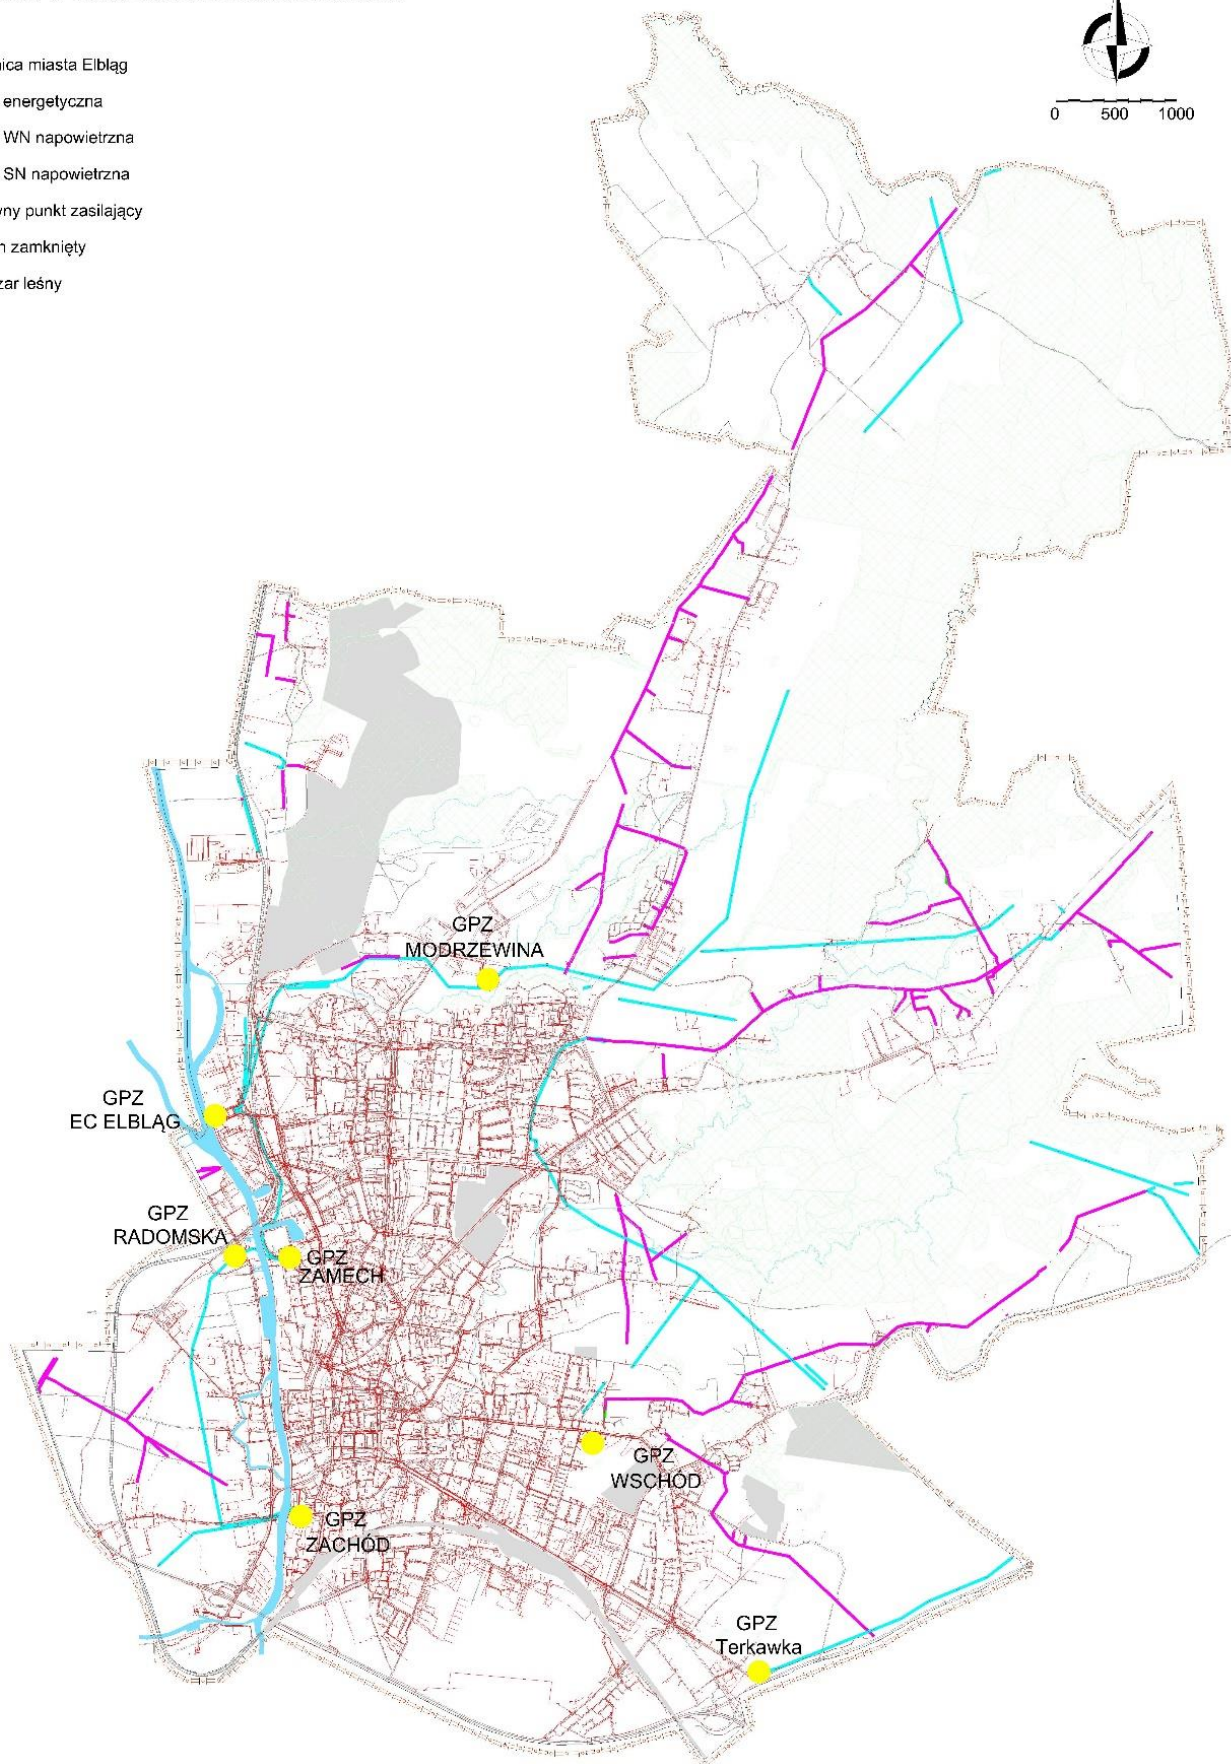 nica miasta Elbląg
energetyczna
WN napowietrzna
SN napowietrzna
wny punkt zasilający
n zamknięty
zar leśny
0 500 1000
GPZ
MODRZEWINA
GPZ
EC ELBLĄG
GPZ
RADOMSKA
GPZ
ZAMECH
GPZ
WSCHÓD
GPZ
ZACHÓD
GPZ
Terkawka